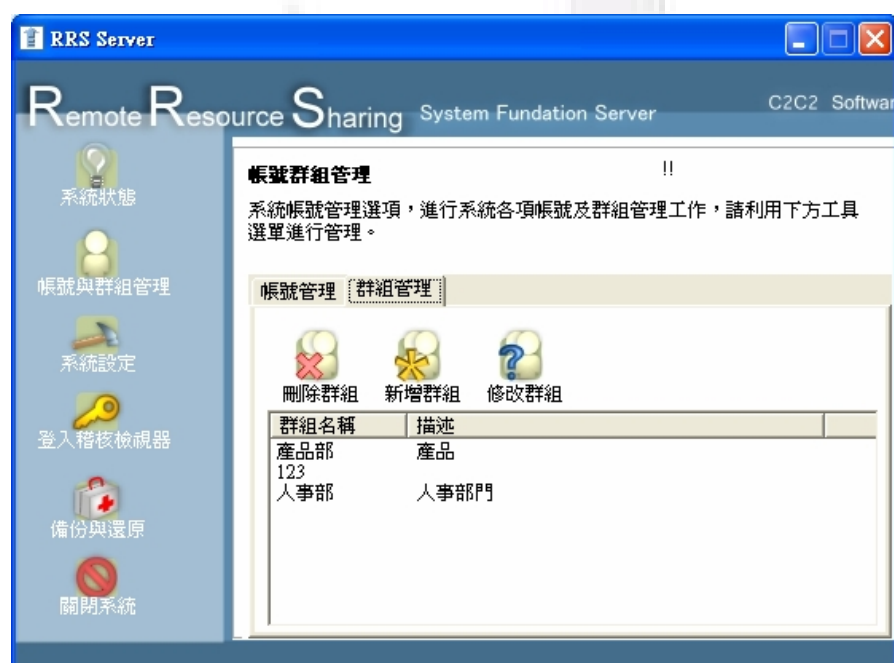 RRS Server
Remote Resource Sharing System Fundation Server
C2C2 Softwar
系統狀態
帳號與群組管理
系統設定
登入稽核檢視器
備份與還原
關閉系統
帳號群組管理
!!
系統帳號管理選項，進行系統各項帳號及群組管理工作，請利用下方工具
選單進行管理。
帳號管理 群組管理
刪除群組 新增群組 修改群組
群組名稱 描述
產品部 產品
123
人事部 人事部門